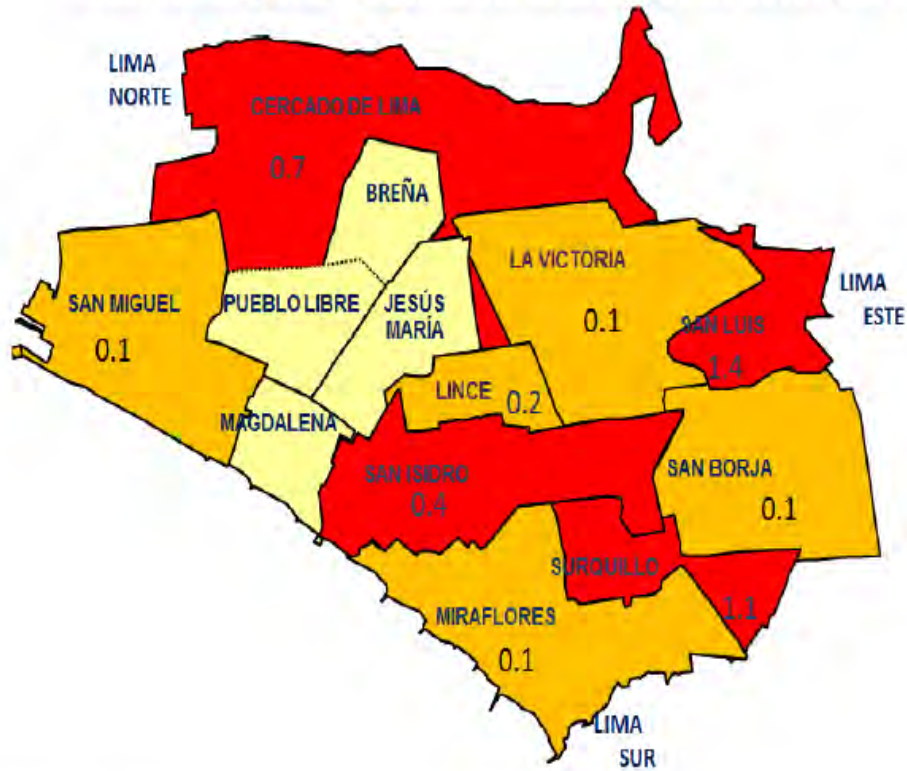 LIMA
NORTE
CERCADO DE LIMA
0.7
BREÑA
LA VICTORIA
0.1
SAN MIGUEL
0.1
PUEBLO LIBRE
JESÚS
MARÍA
LIMA
ESTE
SAN LUIS
1.4
LINCE
0.2
MAGDALENA
SAN ISIDRO
0.4
SAN BORJA
0.1
SURQUILLO
1.1
MIRAFLORES
0.1
LIMA
SUR